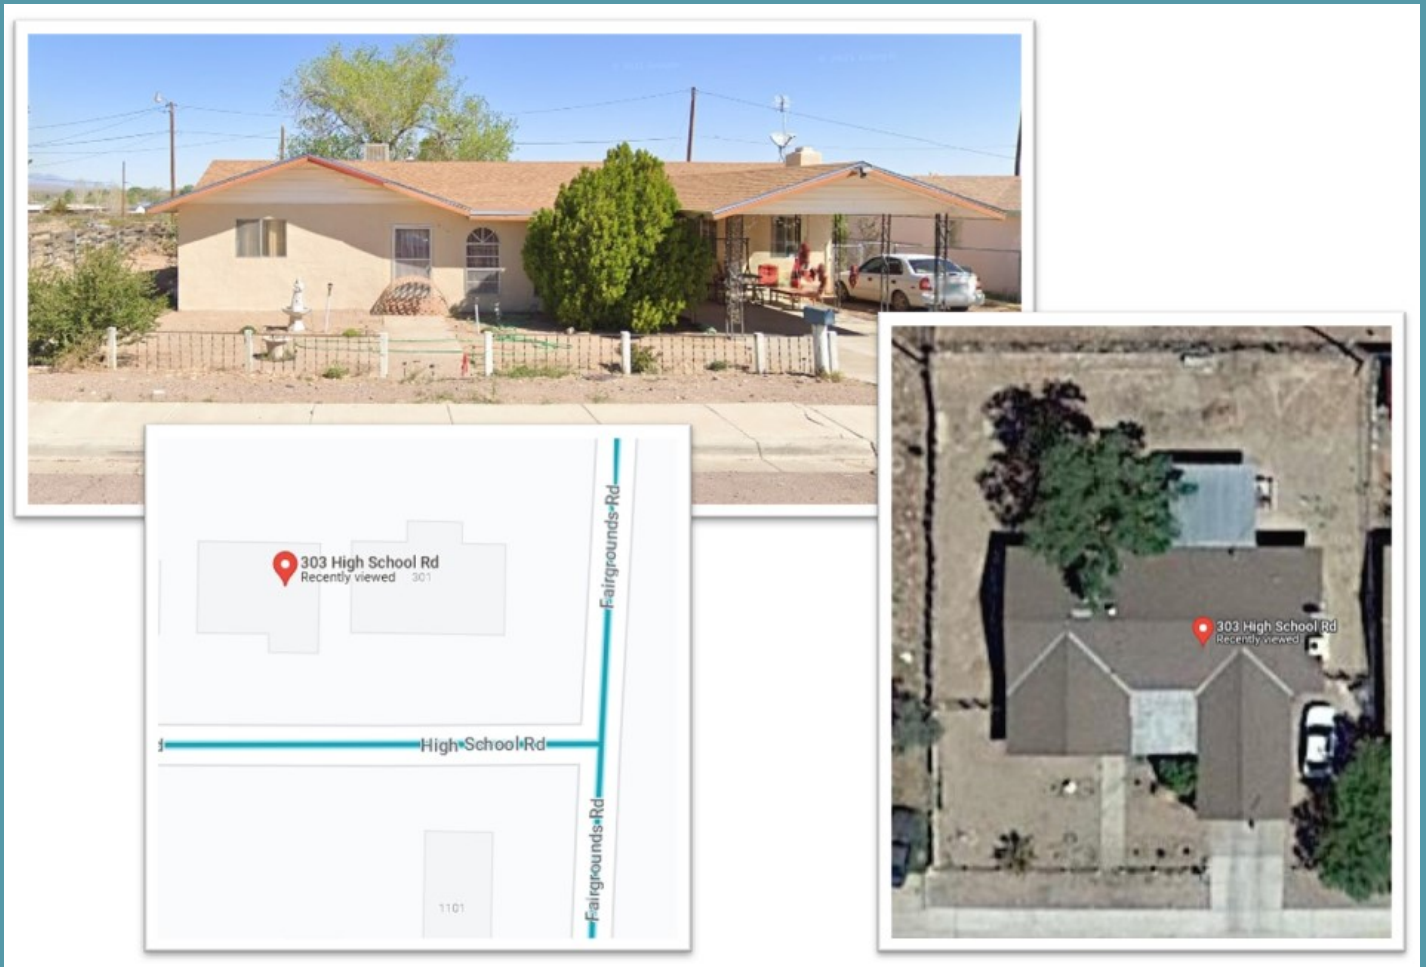 303 High School Rd
Recently viewed
301
Fairgrounds Rd
High School Rd
Fairgrounds Rd
1101
303 High School Rd
Recently viewed